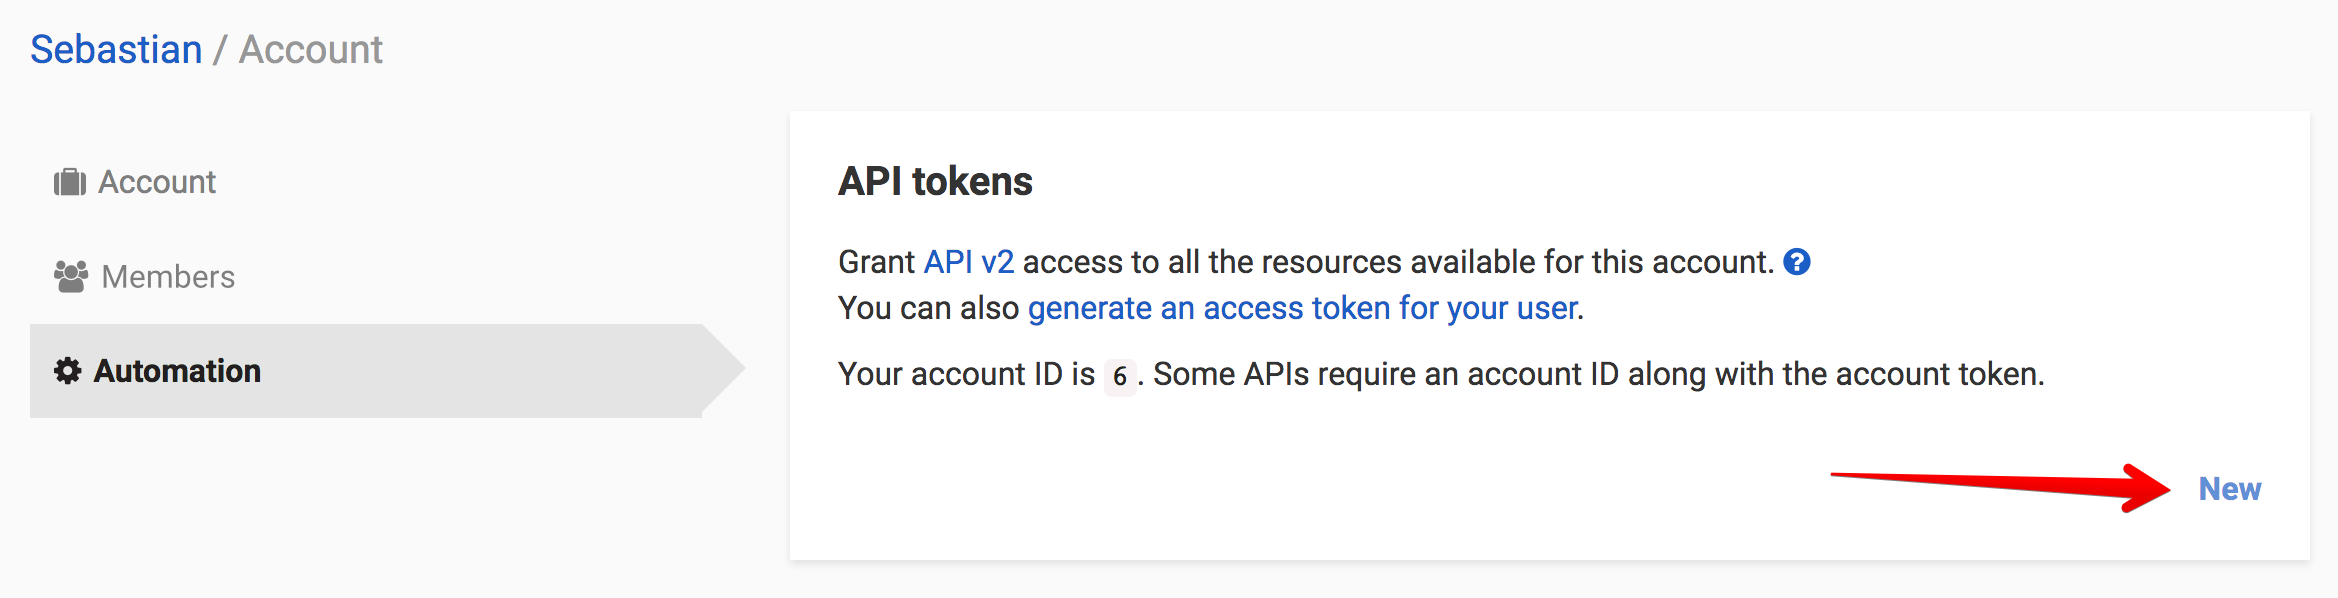 Sebastian / Account
Account
Members
Automation
API tokens
Grant API v2 access to all the resources available for this account. ?
You can also generate an access token for your user.
Your account ID is 6. Some APIs require an account ID along with the account token.
New